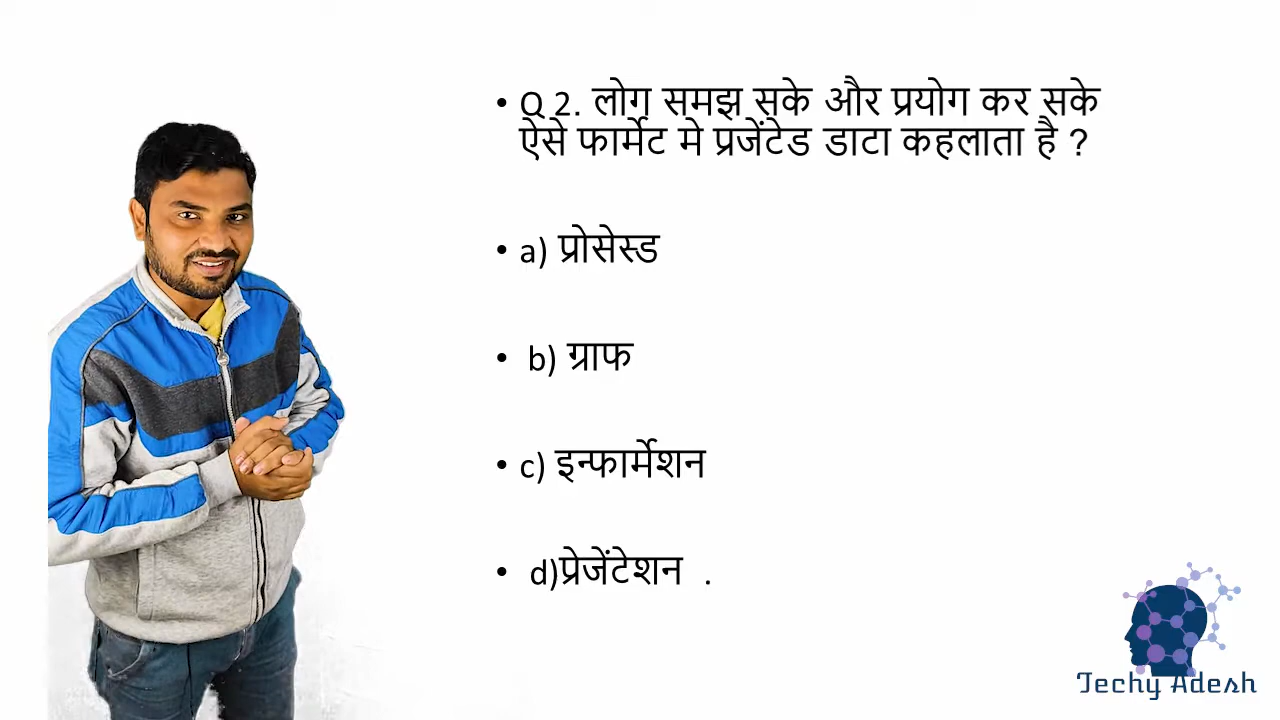 • Q 2. लोग समझ सके और प्रयोग कर सके
ऐसे फार्मेट मे प्रजेंटेड डाटा कहलाता है ?
• a) प्रोसेस्ड
• b) ग्राफ
• c) इन्फार्मेशन
• d)प्रेजेंटेशन .
Techy Adesh